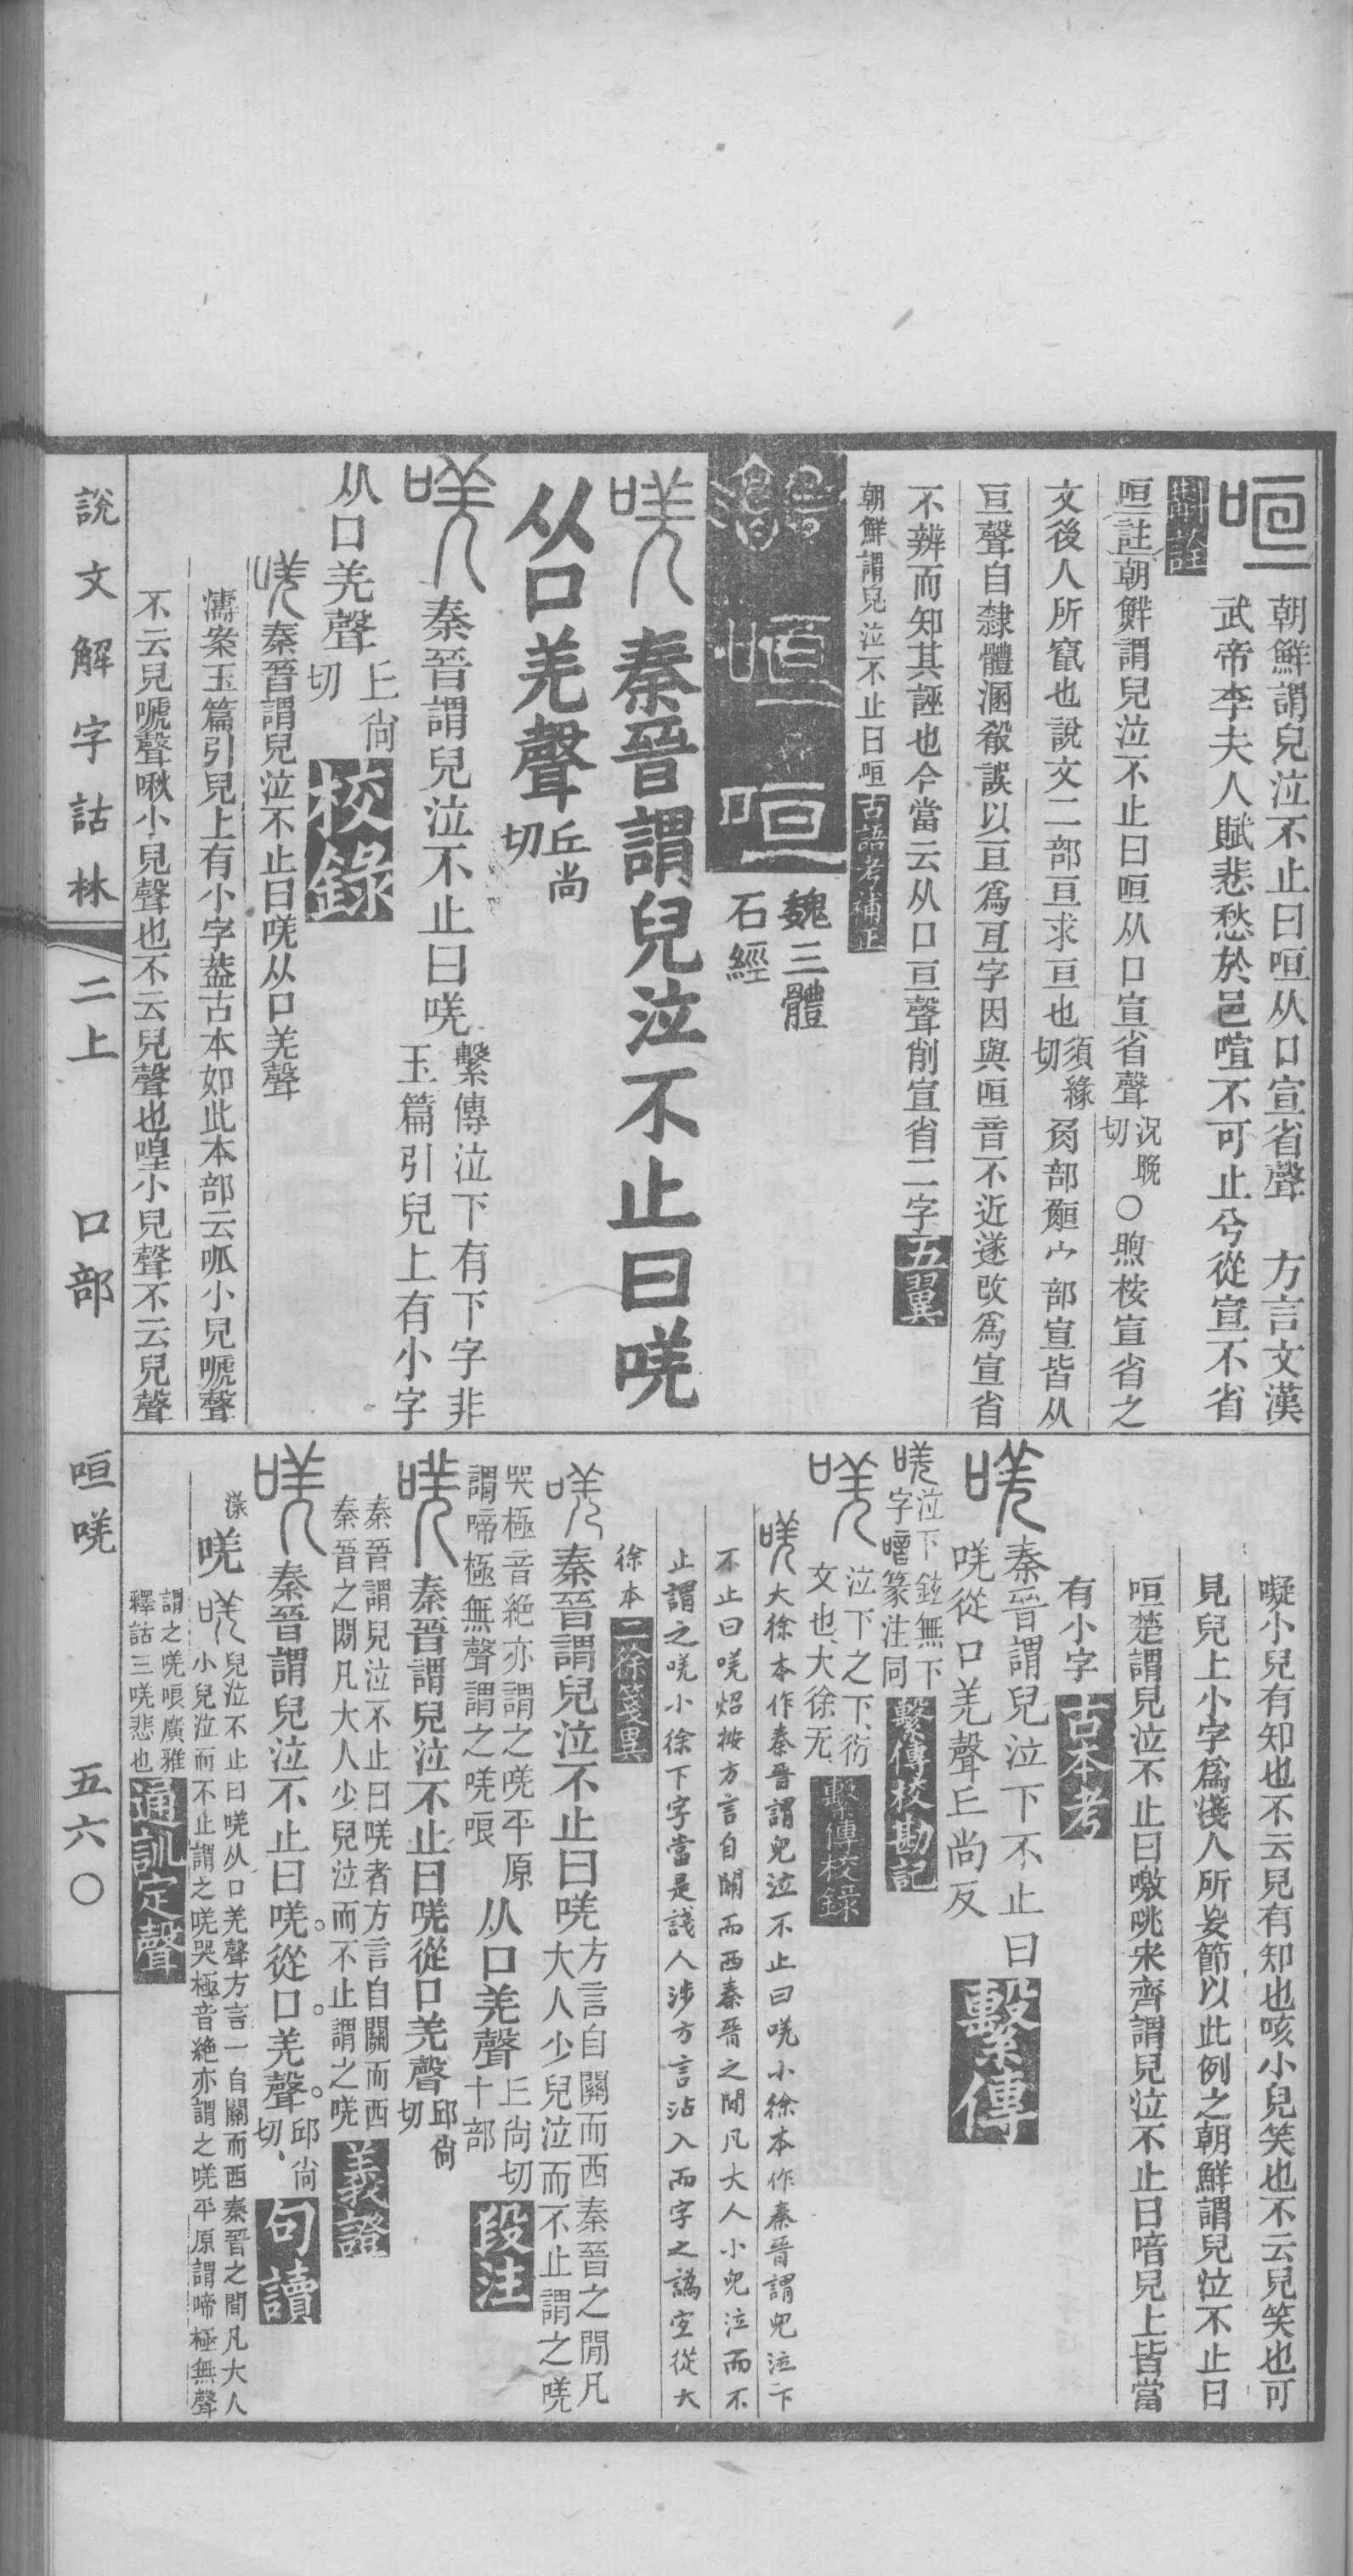 朝鮮謂兒泣不止曰咺从口宣省聲　方言文漢
武帝李夫人賦悲愁於邑喧不可止兮從宣不省
斠詮
咺註朝鮮謂兒泣不止曰咺从口宣省聲況晚切〇煦桉宣省之
文後人所竄也說文二部亘求亘也須緣切㝸部䡓宀部宣皆从
亘聲自隸體溷殽誤以亘爲亙字因與咺音不近遂改爲宣省
不辨而知其誣也今當云从口亘聲削宣省二字五翼
朝鮮謂兒泣不止曰咺古語考補正
咺　咺　魏三體石經
唴　秦晉謂兒泣不止曰唴
从口羌聲丘尚切
唴　秦晉謂兒泣不止曰唴繫傳泣下有下字非玉篇引兒上有小字
从口羌聲丘尚切　校錄
唴秦晉謂兒泣不止曰唴从口羌聲
濤案玉篇引兒上有小字葢古本如此本部云呱小兒嗁聲
不云兒嗁聲啾小兒聲也不云兒聲也喤小兒聲不云兒聲
嶷小兒有知也不云兒有知也咳小兒笑也不云兒笑也可
見兒上小字爲淺人所妄節以此例之朝鮮謂兒泣不止曰
咺楚謂兒泣不止曰噭咷宋齊謂兒泣不止曰喑兒上皆當
有小字古本考
唴　秦晉謂兒泣下不止曰
唴從口羌聲丘尚反　繫傳
唴泣下鉉無下字篆注同繫傳校勘記
唴　泣下之下衍文也大徐无　繫傳校錄
唴大徐本作秦晉謂兒泣不止曰唴小徐本作秦晉謂兒泣下
不止曰唴炤按方言自關而西秦晉之間凡大人小兒泣而不
止謂之唴小徐下字當是淺人涉方言沾入而字之譌宜從大
徐本二徐箋異
唴　秦晉謂兒泣不止曰唴方言自關而西秦晉之閒凡大人少兒泣而不止謂之唴
哭極音絶亦謂之唴平原謂啼極無聲謂之唴哏　从口羌聲丘尚切十部　段注
唴　秦晉謂兒泣不止曰唴從口羌聲邱尚切
秦晉謂兒泣不止曰唴者方言自關而西秦晉之閒凡大人少兒泣而不止謂之唴　義證
唴　秦晉謂兒泣不止曰唴。從口。羌聲。邱尚切、句讀
漾　唴　唴兒泣不止曰唴从口羌聲方言一自關而西秦晉之間凡大人小兒泣而不止謂之唴哭極音絶亦謂之唴平原謂啼極無聲
謂之唴哏廣雅釋詁三唴悲也　通訓定聲
說文解字詁林　二上　口部　咺唴　五六〇